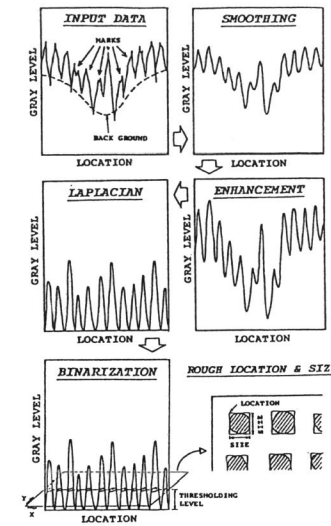 INPUT DATA
MARKS
BACK GROUND
GRAY LEVEL
LOCATION
SMOOTHING
GRAY LEVEL
LOCATION
LAPLACIAN
GRAY LEVEL
LOCATION
ENHANCEMENT
GRAY LEVEL
LOCATION
BINARIZATION
GRAY LEVEL
THRESHOLDING
LEVEL
Y
X
LOCATION
ROUGH LOCATION & SIZ
LOCATION
SIZE